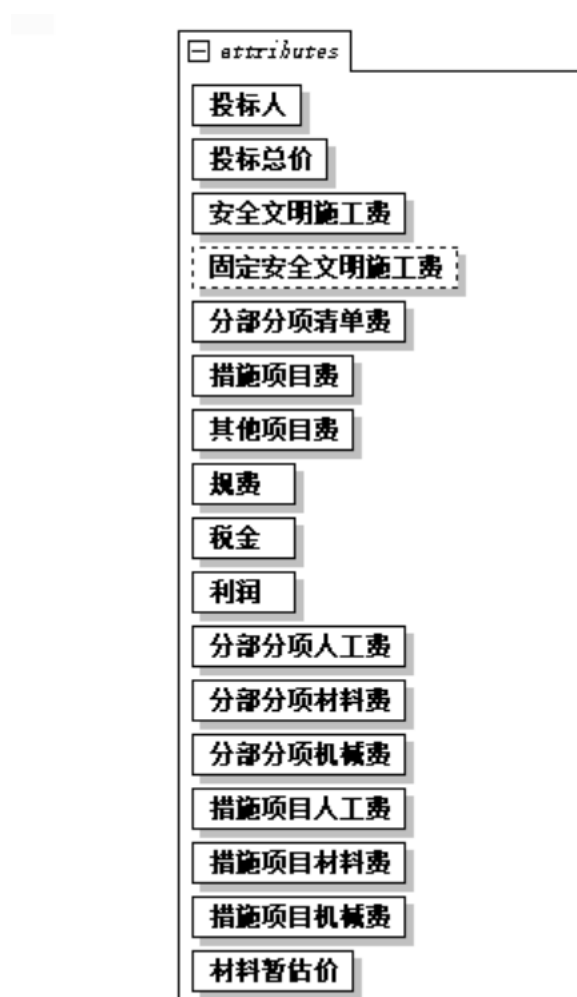 attributes
投标人
投标总价
安全文明施工费
固定安全文明施工费
分部分项清单费
措施项目费
其他项目费
规费
税金
利润
分部分项人工费
分部分项材料费
分部分项机械费
措施项目人工费
措施项目材料费
措施项目机械费
材料暂估价